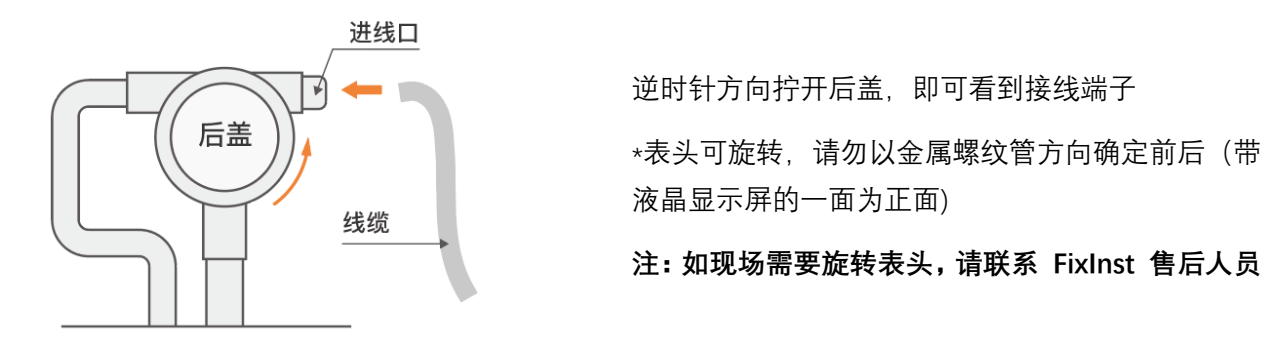 进线口
后盖
线缆
逆时针方向拧开后盖，即可看到接线端子
*表头可旋转，请勿以金属螺纹管方向确定前后（带
液晶显示屏的一面为正面)
注：如现场需要旋转表头，请联系 FixInst 售后人员